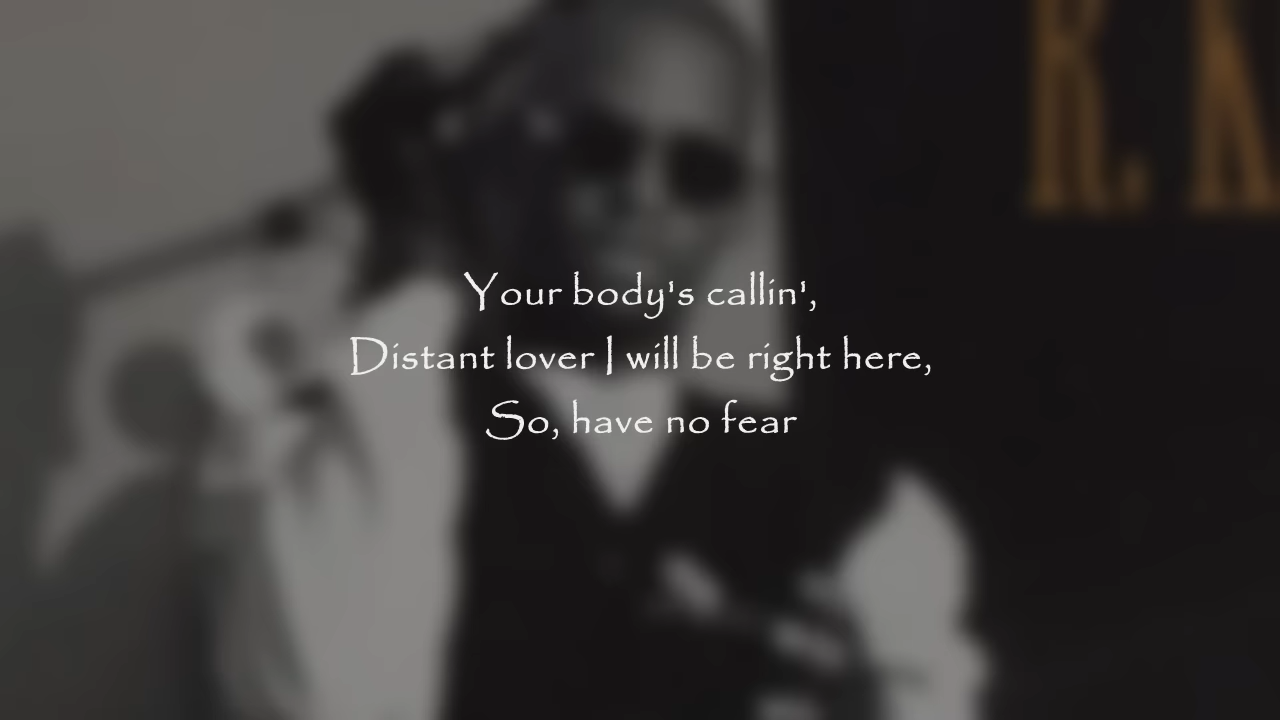 R. K
Your body's callin',
Distant lover I will be right here,
So, have no fear